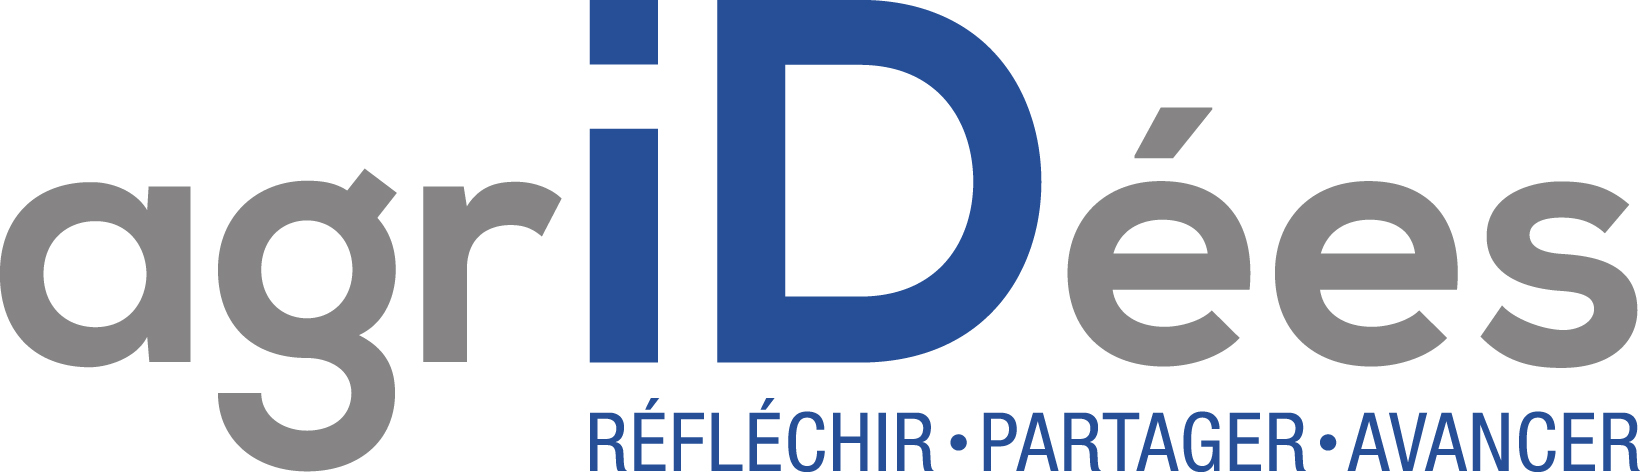 agriDées
RÉFLÉCHIR • PARTAGER • AVANCER